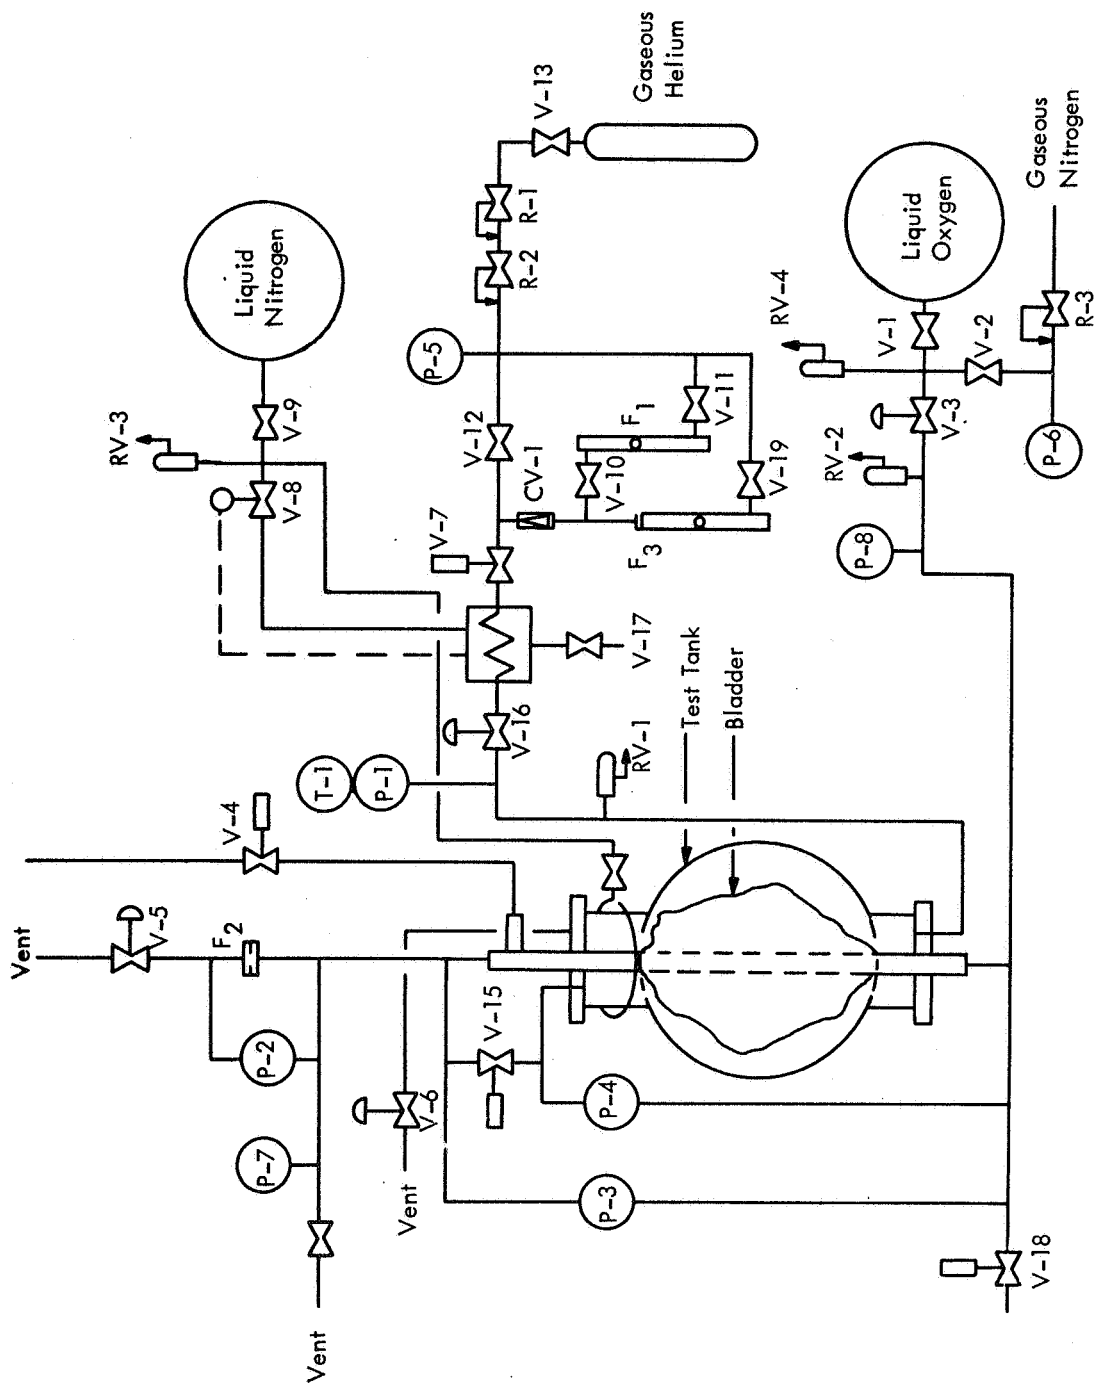 Gaseous
Helium
V-13
R-1
R-2
Liquid
Nitrogen
RV-3
V-9
V-8
P-5
V-12
CV-1
V-7
F1
V-11
V-10
V-19
F3
V-17
V-16
T-1
P-1
RV-1
Test Tank
Bladder
Gaseous
Nitrogen
Liquid
Oxygen
RV-4
V-1
V-2
R-3
V-3
P-6
RV-2
P-8
V-4
Vent
V-5
F2
P-2
P-7
V-15
V-6
Vent
P-4
P-3
Vent
V-18